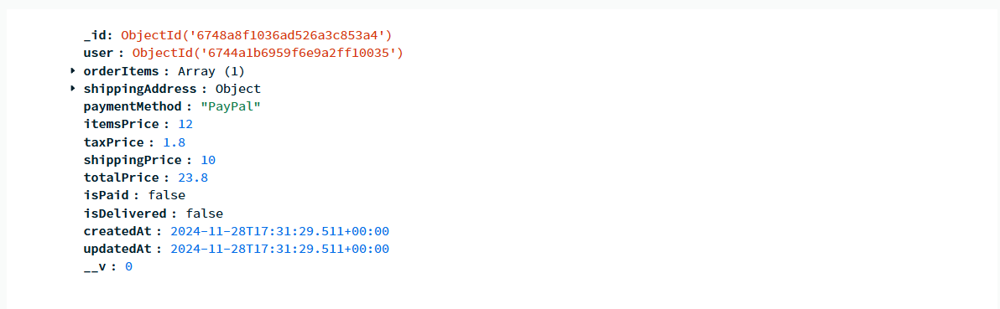 _id: ObjectId('6748a8f1036ad526a3c853a4')
user : ObjectId('6744a1b6959f6e9a2ff10035')
orderItems : Array (1)
shippingAddress : Object
paymentMethod : "PayPal"
itemsPrice : 12
taxPrice : 1.8
shippingPrice : 10
totalPrice : 23.8
isPaid : false
isDelivered : false
createdAt : 2024-11-28T17:31:29.511+00:00
updatedAt : 2024-11-28T17:31:29.511+00:00
__v : 0